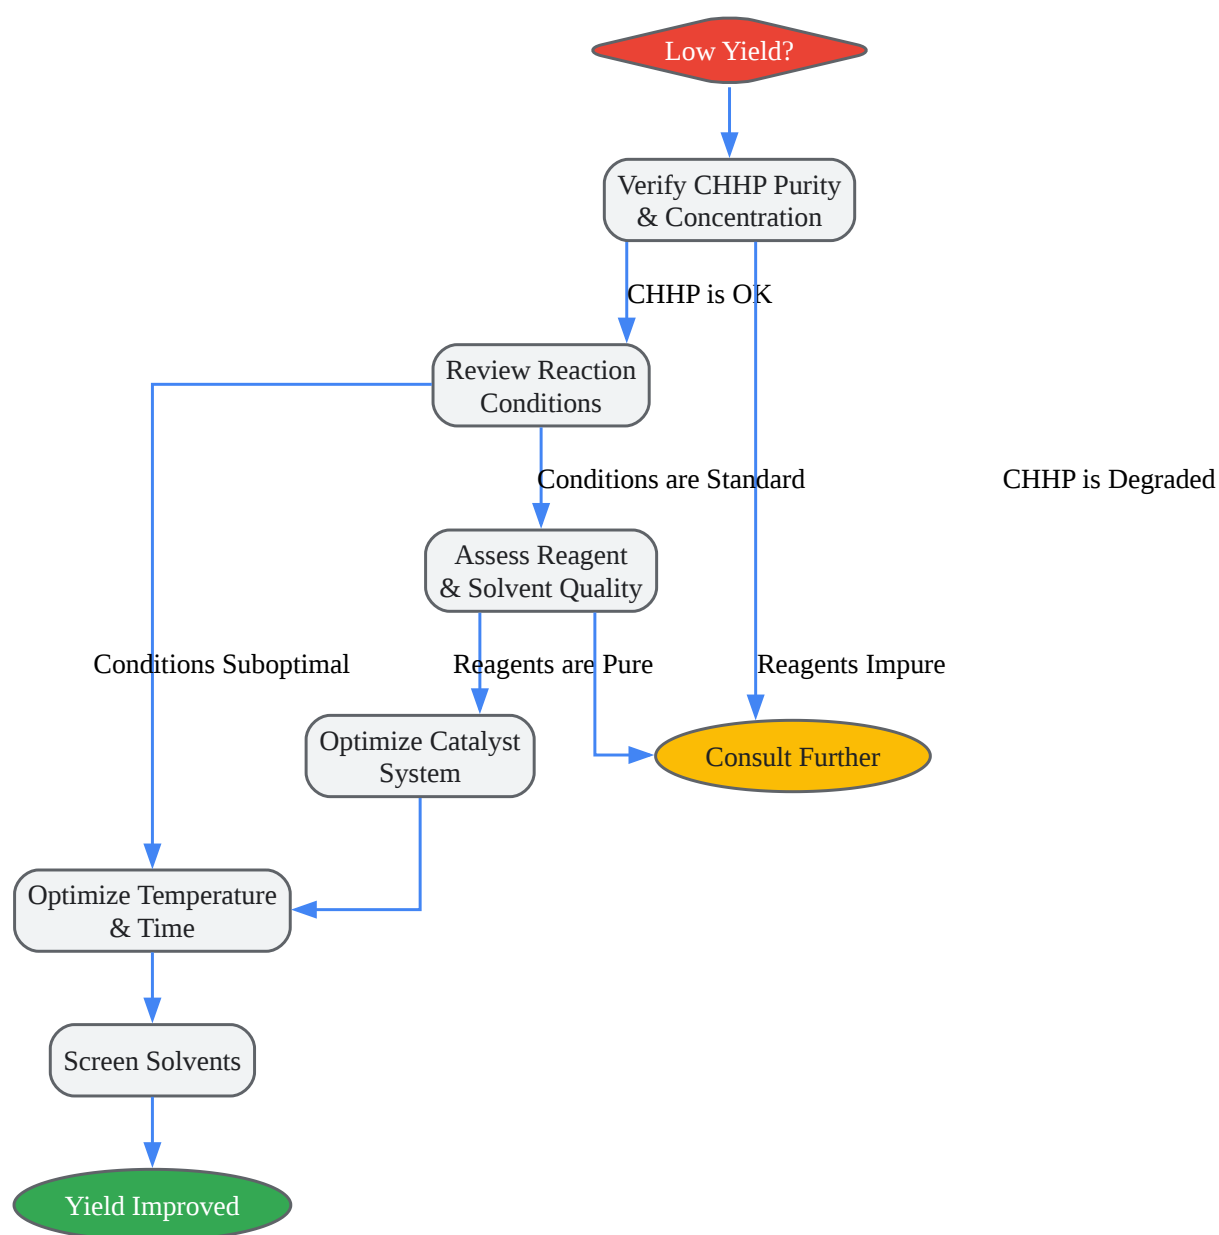 Low Yield?
Verify CHHP Purity
& Concentration
CHHP is OK
Review Reaction
Conditions
Conditions are Standard
CHHP is Degraded
Assess Reagent
& Solvent Quality
Conditions Suboptimal
Reagents are Pure
Reagents Impure
Optimize Catalyst
System
Consult Further
Optimize Temperature
& Time
Screen Solvents
Yield Improved